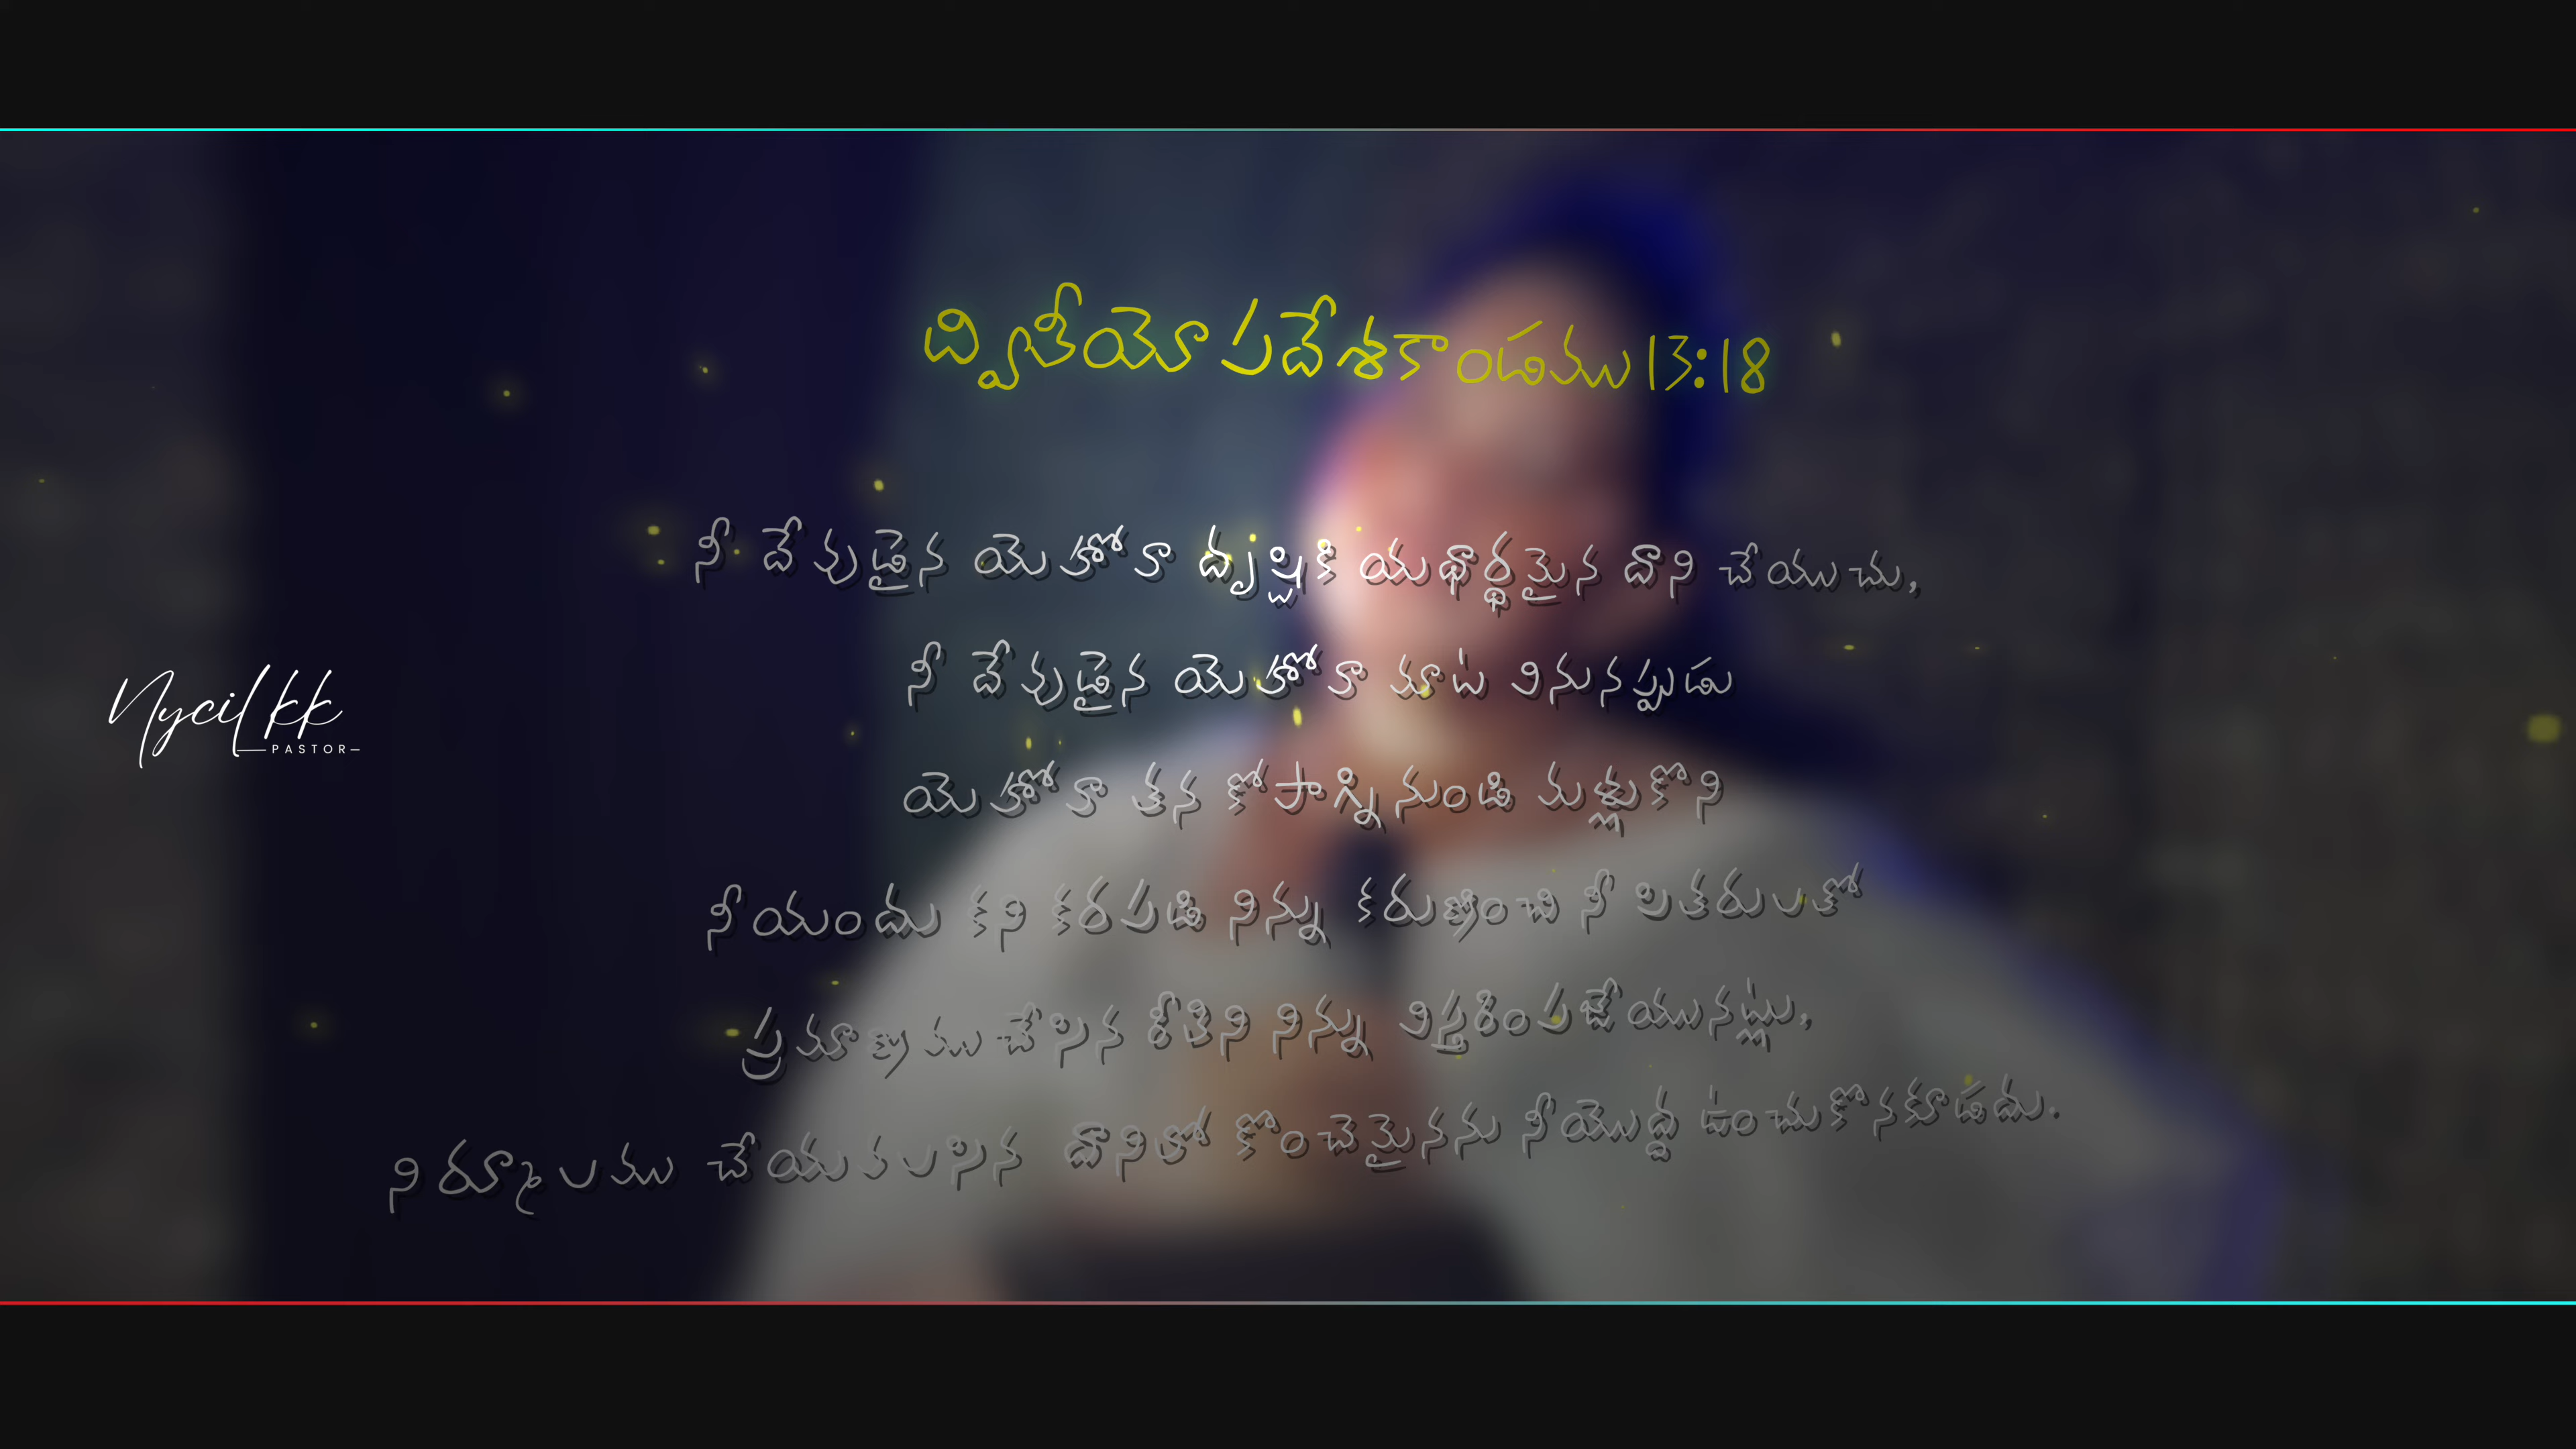 ద్వితీయోపదేశకాండము 13:18
నీ దేవుడైన యెహోవా దృష్టికి యథార్థమైన దాని చేయుచు,
నీ దేవుడైన యెహోవా మాట వినునప్పుడు
యెహోవా తన కోపాగ్ని నుండి మళ్లుకొని
నీయందు కనికరపడి నిన్ను కరుణించి నీ పితరులతో
ప్రమాణము చేసిన రీతిని నిన్ను విస్తరింపజేయునట్లు,
నిర్మూలము చేయవలసిన దానిలో కొంచెమైనను నీయొద్ద ఉంచుకొనకూడదు.
Nycil kk
PASTOR